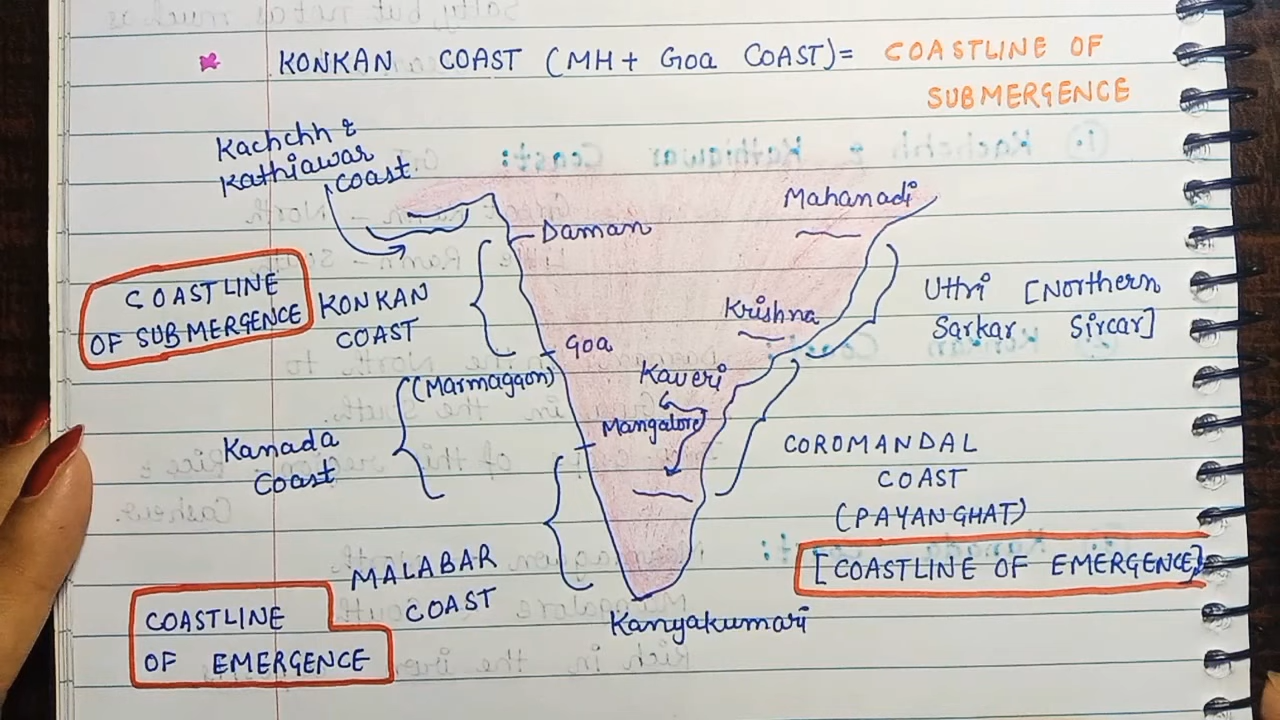 KONKAN COAST (MH + Goa COAST) = COASTLINE OF
SUBMERGENCE
Kachchh &
Kathiawar
Coast.
Mahanadi
Daman
COASTLINE
OF SUBMERGENCE
KONKAN
COAST
Uttri [Northern
Sarkar Sircar]
Krishna
Goa
(Marmagaon)
Kaveri
Mangalore
Kanada
Coast
COROMANDAL
COAST
(PAYANGHAT)
[COASTLINE OF EMERGENCE]
MALABAR
COAST
COASTLINE
OF EMERGENCE
Kanyakumari